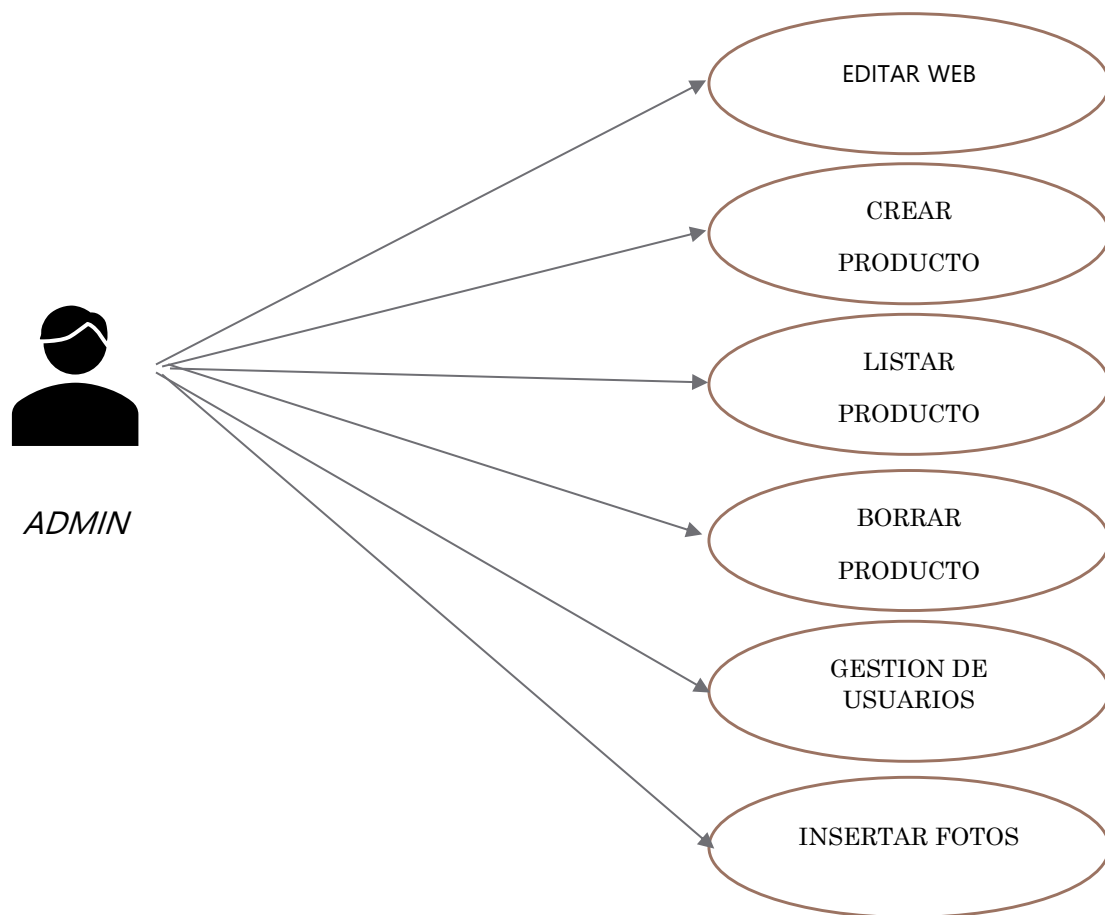 EDITAR WEB
CREAR
PRODUCTO
LISTAR
PRODUCTO
ADMIN
BORRAR
PRODUCTO
GESTION DE
USUARIOS
INSERTAR FOTOS